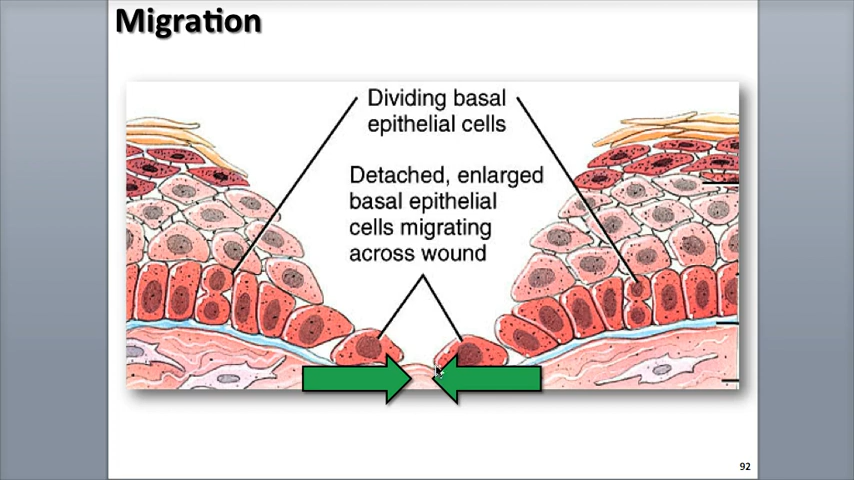 Migration
Dividing basal
epithelial cells
Detached, enlarged
basal epithelial
cells migrating
across wound
92